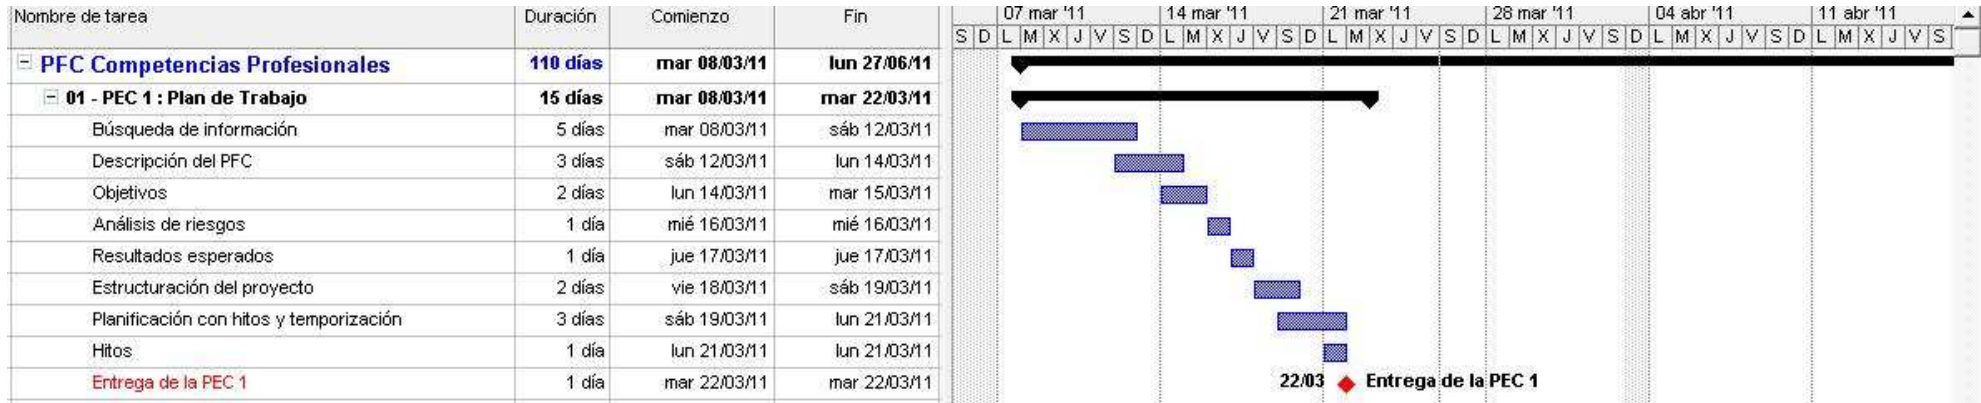 Nombre de tarea Duración Comienzo Fin 07 mar '11 14 mar '11 21 mar '11 28 mar '11 04 abr '11 11 abr '11
S D L M X J V S D L M X J V S D L M X J V S D L M X J V S D L M X J V S D L M X J V S
PFC Competencias Profesionales 110 días mar 08/03/11 lun 27/06/11
01 - PEC 1 : Plan de Trabajo 15 días mar 08/03/11 mar 22/03/11
Búsqueda de información 5 días mar 08/03/11 sáb 12/03/11
Descripción del PFC 3 días sáb 12/03/11 lun 14/03/11
Objetivos 2 días lun 14/03/11 mar 15/03/11
Análisis de riesgos 1 día mié 16/03/11 mié 16/03/11
Resultados esperados 1 día jue 17/03/11 jue 17/03/11
Estructuración del proyecto 2 días vie 18/03/11 sáb 19/03/11
Planificación con hitos y temporización 3 días sáb 19/03/11 lun 21/03/11
Hitos 1 día lun 21/03/11 lun 21/03/11
Entrega de la PEC 1 1 día mar 22/03/11 mar 22/03/11 22/03 Entrega de la PEC 1